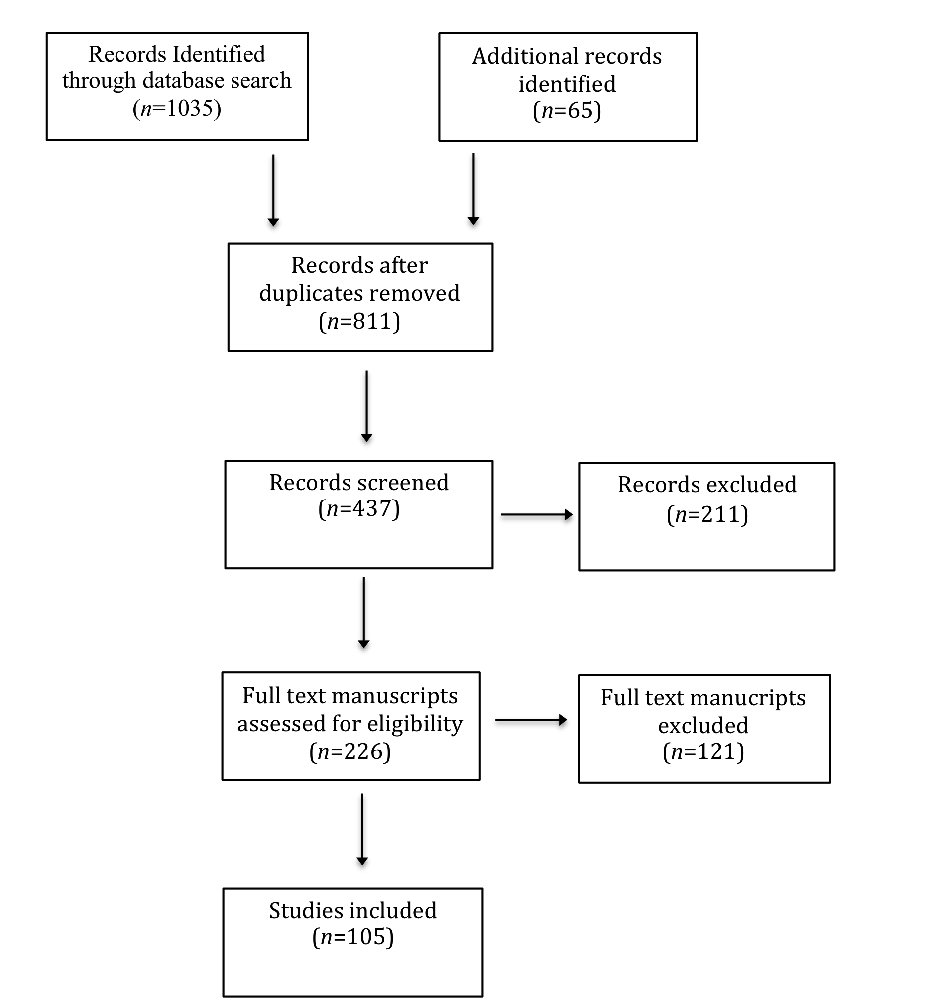 Records Identified
through database search
(n=1035)
Additional records
identified
(n=65)
Records after
duplicates removed
(n=811)
Records screened
(n=437)
Records excluded
(n=211)
Full text manuscripts
assessed for eligibility
(n=226)
Full text manucripts
excluded
(n=121)
Studies included
(n=105)